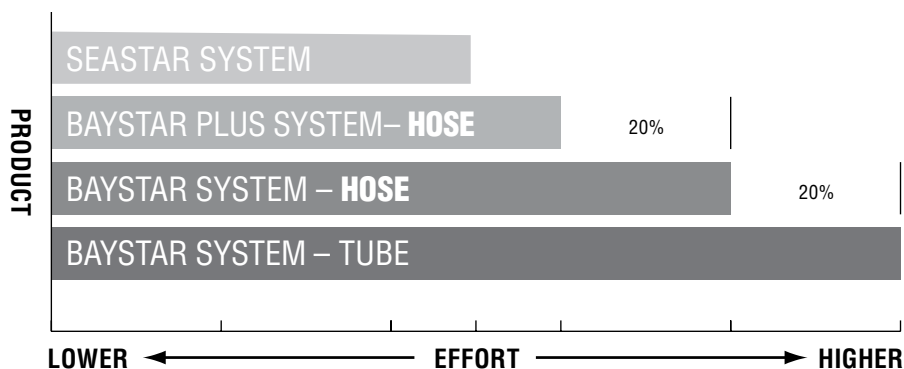 PRODUCT
SEASTAR SYSTEM
BAYSTAR PLUS SYSTEM– HOSE
20%
BAYSTAR SYSTEM – HOSE
20%
BAYSTAR SYSTEM – TUBE
LOWER EFFORT HIGHER